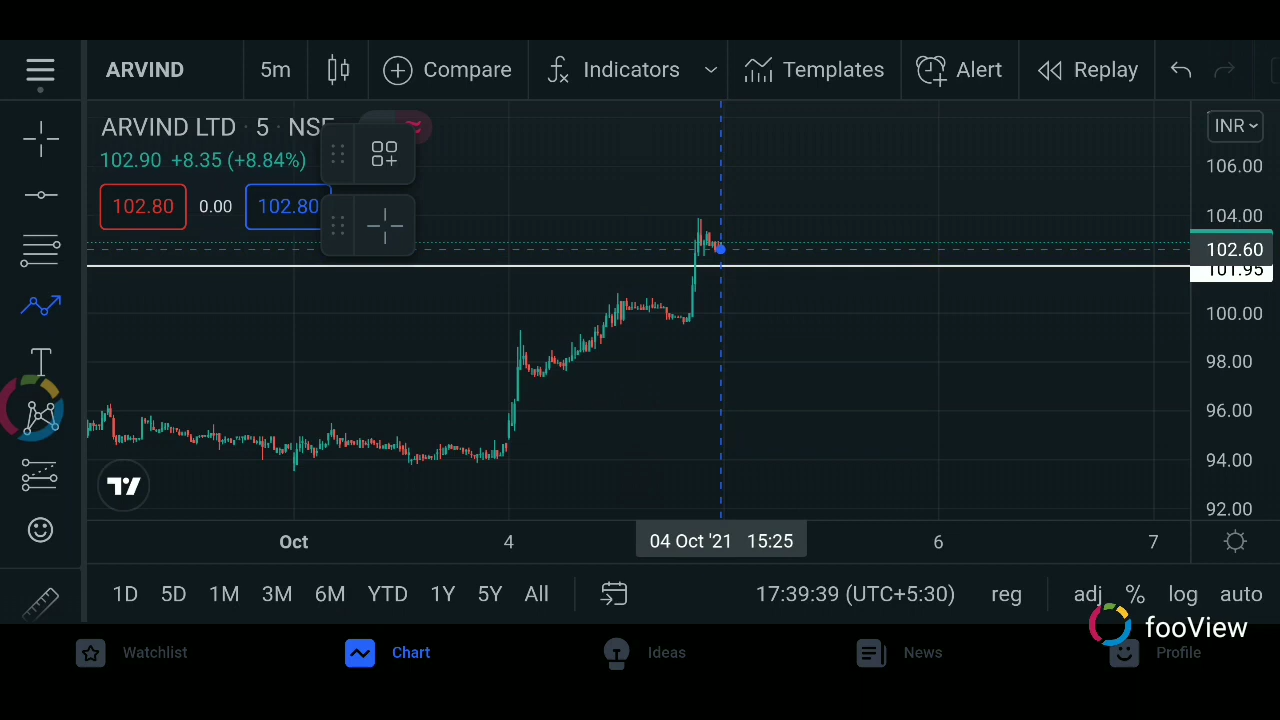 ARVIND 5m Compare Indicators Templates Alert Replay
ARVIND LTD · 5 · NSE
INR
102.90 +8.35 (+8.84%)
102.80 0.00 102.80
106.00
104.00
102.60
101.95
100.00
98.00
96.00
94.00
92.00
T
Oct 4 04 Oct '21 15:25 6 7
1D 5D 1M 3M 6M YTD 1Y 5Y All 17:39:39 (UTC+5:30) reg adj % log auto
fooView
Watchlist Chart Ideas News Profile